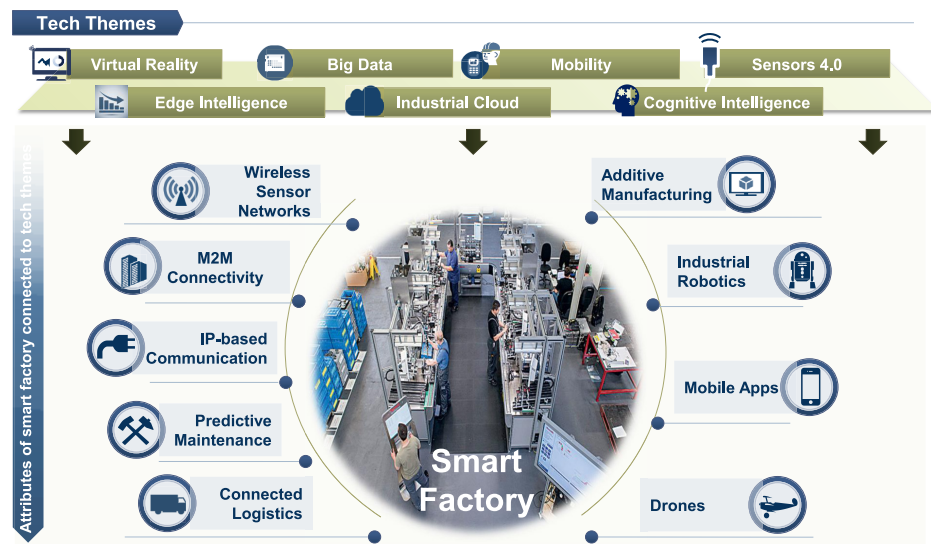 Tech Themes
Virtual Reality
Big Data
Mobility
Sensors 4.0
Edge Intelligence
Industrial Cloud
Cognitive Intelligence
Attributes of smart factory connected to tech themes
Wireless
Sensor
Networks
M2M
Connectivity
IP-based
Communication
Predictive
Maintenance
Connected
Logistics
Additive
Manufacturing
Industrial
Robotics
Mobile Apps
Drones
Smart
Factory